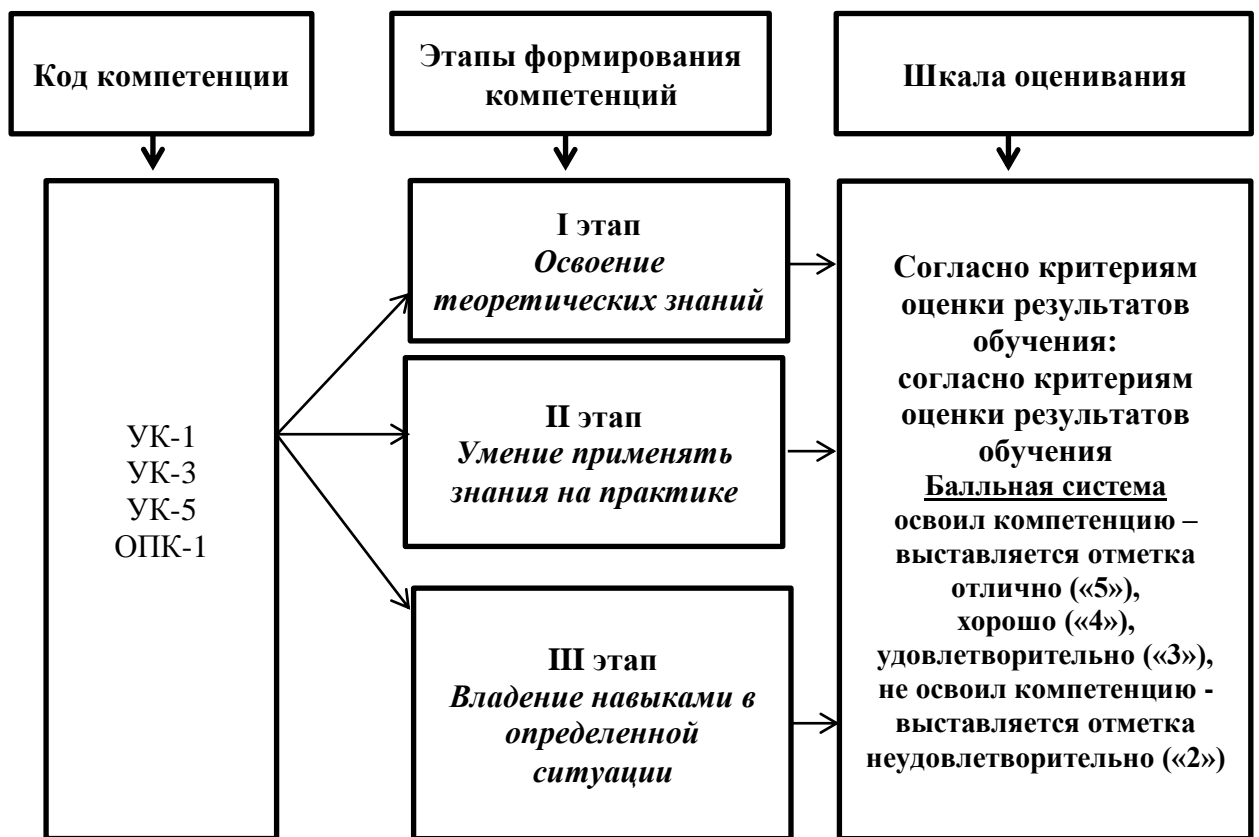 Код компетенции
Этапы формирования
компетенций
Шкала оценивания
УК-1
УК-3
УК-5
ОПК-1
I этап
Освоение
теоретических знаний
II этап
Умение применять
знания на практике
III этап
Владение навыками в
определенной
ситуации
Согласно критериям
оценки результатов
обучения:
согласно критериям
оценки результатов
обучения
Балльная система
освоил компетенцию –
выставляется отметка
отлично («5»),
хорошо («4»),
удовлетворительно («3»),
не освоил компетенцию -
выставляется отметка
неудовлетворительно («2»)